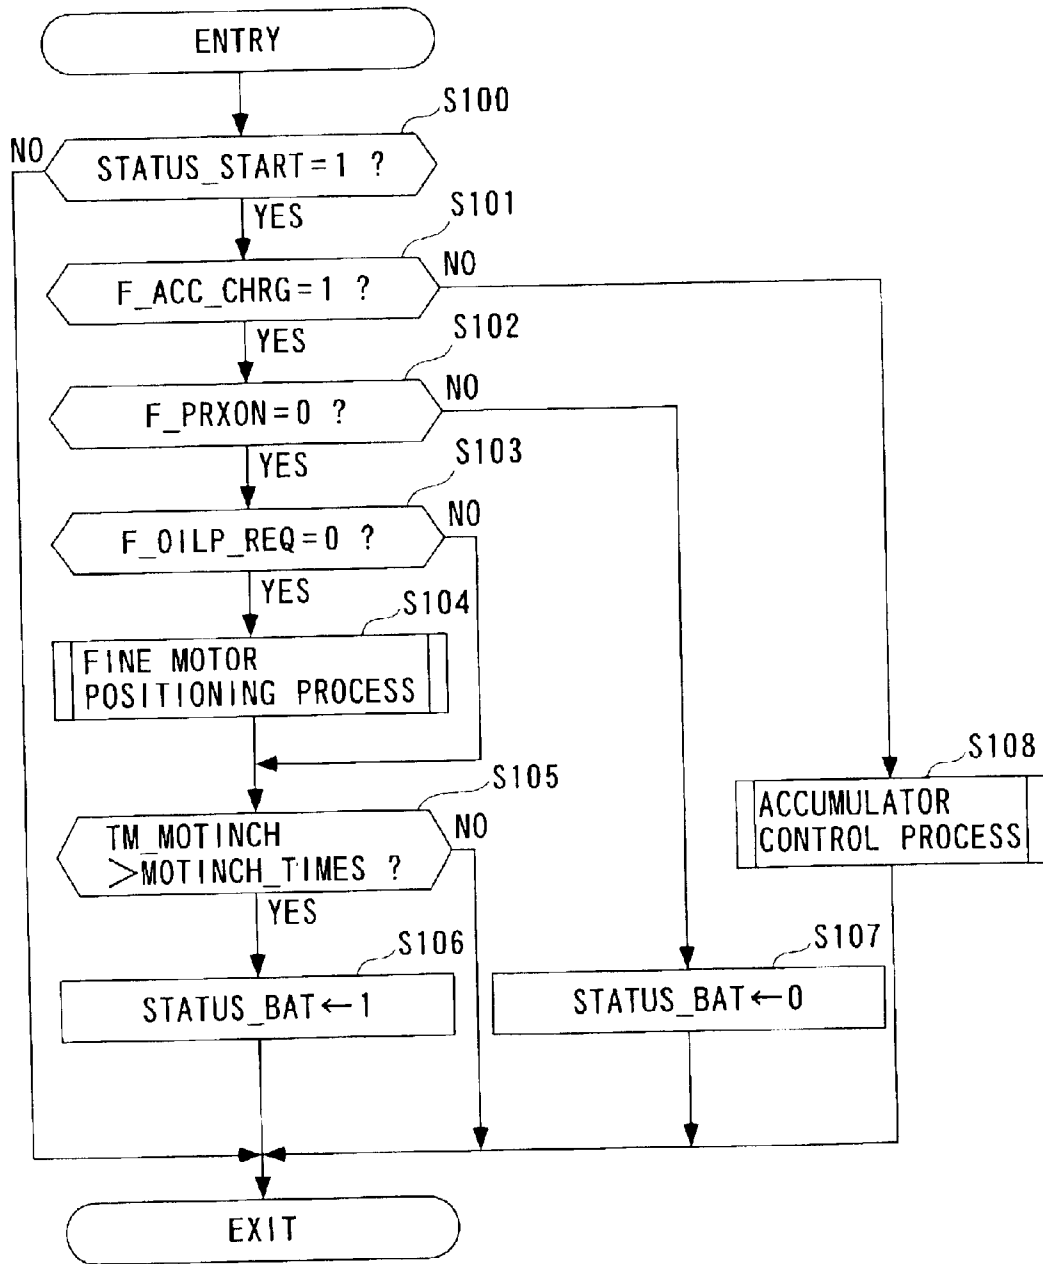 ENTRY
S100
NO
STATUS_START=1 ?
YES
S101
NO
F_ACC_CHRG=1 ?
YES
S102
NO
F_PRXON=0 ?
YES
S103
NO
F_OILP_REQ=0 ?
YES
S104
FINE MOTOR
POSITIONING PROCESS
S105
TM_MOTINCH
>MOTINCH_TIMES ?
NO
YES
S108
ACCUMULATOR
CONTROL PROCESS
S106
STATUS_BAT←1
S107
STATUS_BAT←0
EXIT